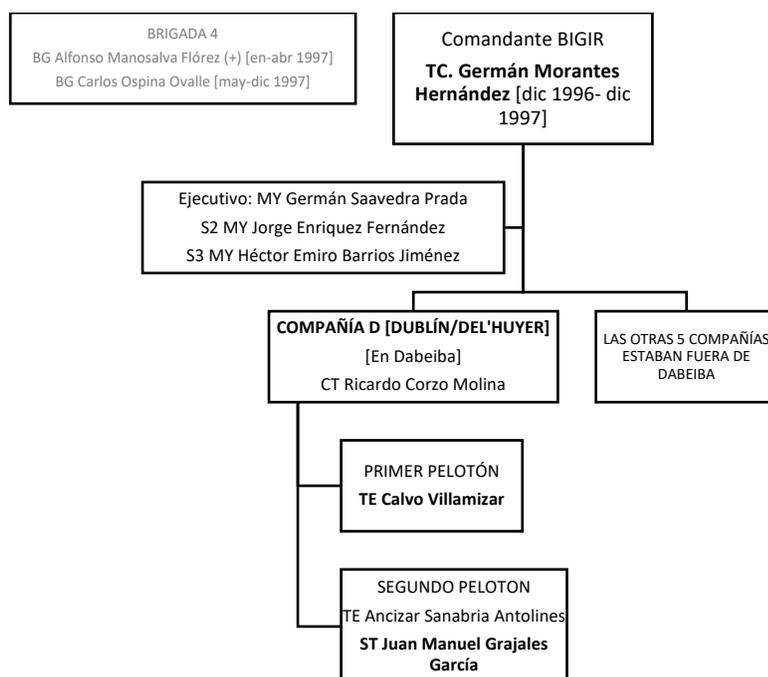 BRIGADA 4
BG Alfonso Manosalva Flórez (+) [en-abr 1997]
BG Carlos Ospina Ovalle [may-dic 1997]
Comandante BIGIR
TC. Germán Morantes
Hernández [dic 1996- dic
1997]
Ejecutivo: MY Germán Saavedra Prada
S2 MY Jorge Enriquez Fernández
S3 MY Héctor Emiro Barrios Jiménez
COMPAÑÍA D [DUBLÍN/DEL'HUYER]
[En Dabeiba]
CT Ricardo Corzo Molina
LAS OTRAS 5 COMPAÑÍAS
ESTABAN FUERA DE
DABEIBA
PRIMER PELOTÓN
TE Calvo Villamizar
SEGUNDO PELOTON
TE Ancizar Sanabria Antolines
ST Juan Manuel Grajales
García